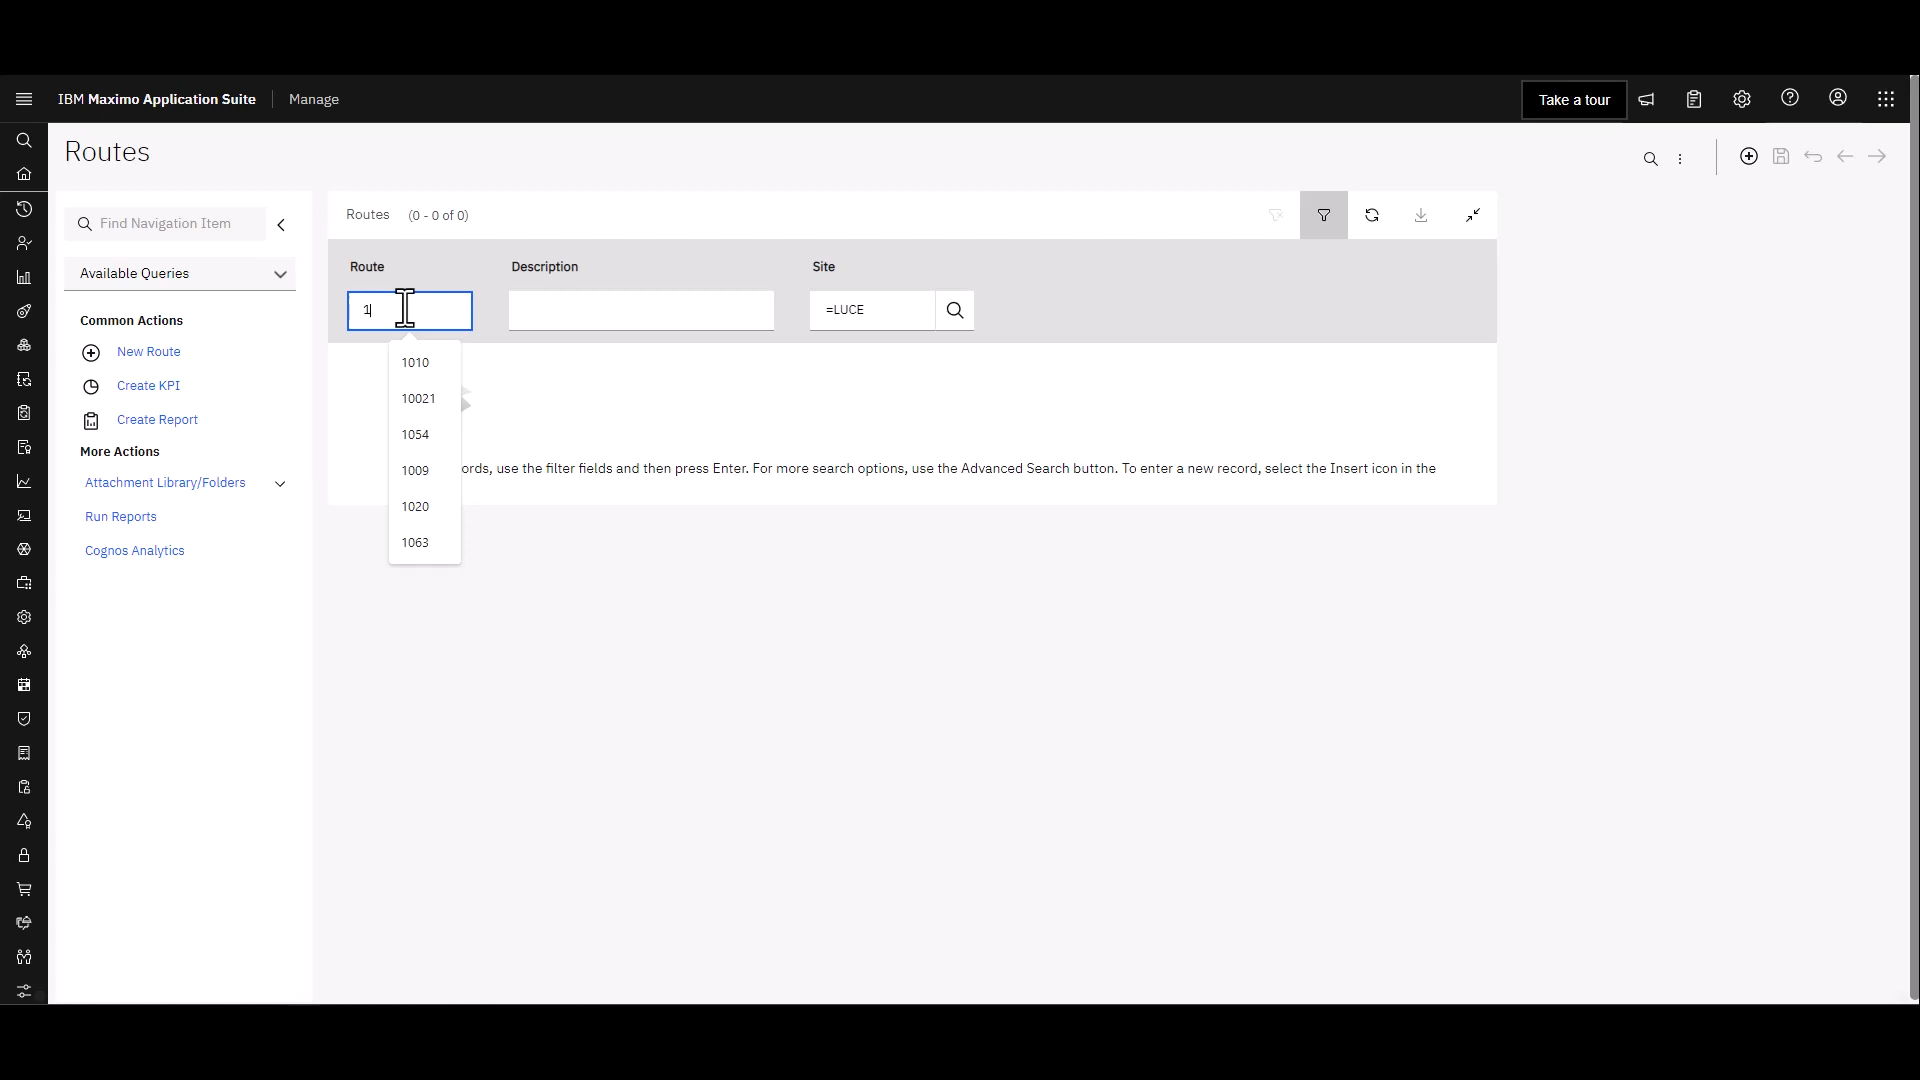 IBM Maximo Application Suite Manage Take a tour
Routes
Find Navigation Item
Available Queries
Common Actions
New Route
Create KPI
Create Report
More Actions
Attachment Library/Folders
Run Reports
Cognos Analytics
Routes (0 - 0 of 0)
Route Description Site
1 =LUCE
1010
10021
1054
1009
1020
1063
ords, use the filter fields and then press Enter. For more search options, use the Advanced Search button. To enter a new record, select the Insert icon in the